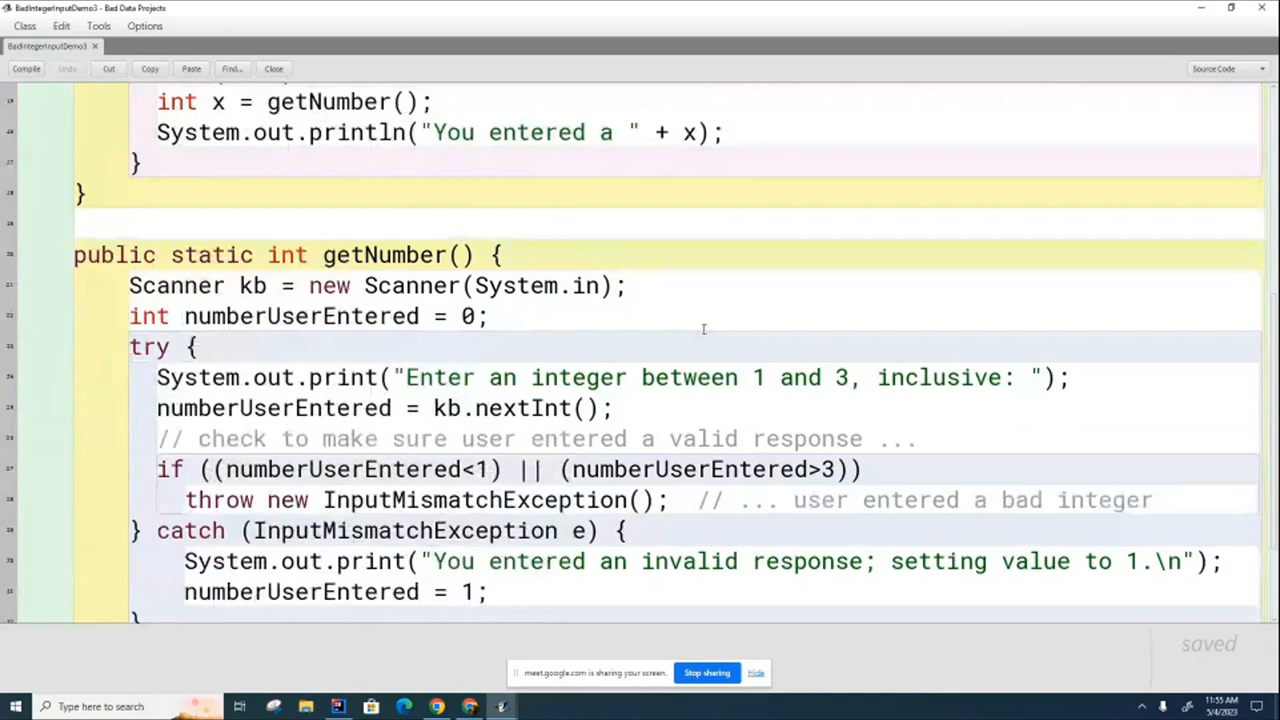 BadIntegerInputDemo3 - Bad Data Projects
Class Edit Tools Options
BadIntegerInputDemo3 ×
Compile Undo Cut Copy Paste Find... Close Source Code
int x = getNumber();
System.out.println("You entered a " + x);
}
}
public static int getNumber() {
Scanner kb = new Scanner(System.in);
int numberUserEntered = 0;
try {
System.out.print("Enter an integer between 1 and 3, inclusive: ");
numberUserEntered = kb.nextInt();
// check to make sure user entered a valid response ...
if ((numberUserEntered<1) || (numberUserEntered>3))
throw new InputMismatchException(); // ... user entered a bad integer
} catch (InputMismatchException e) {
System.out.print("You entered an invalid response; setting value to 1.\n");
numberUserEntered = 1;
}
saved
meet.google.com is sharing your screen. Stop sharing Hide
Type here to search
11:55 AM
5/4/2023